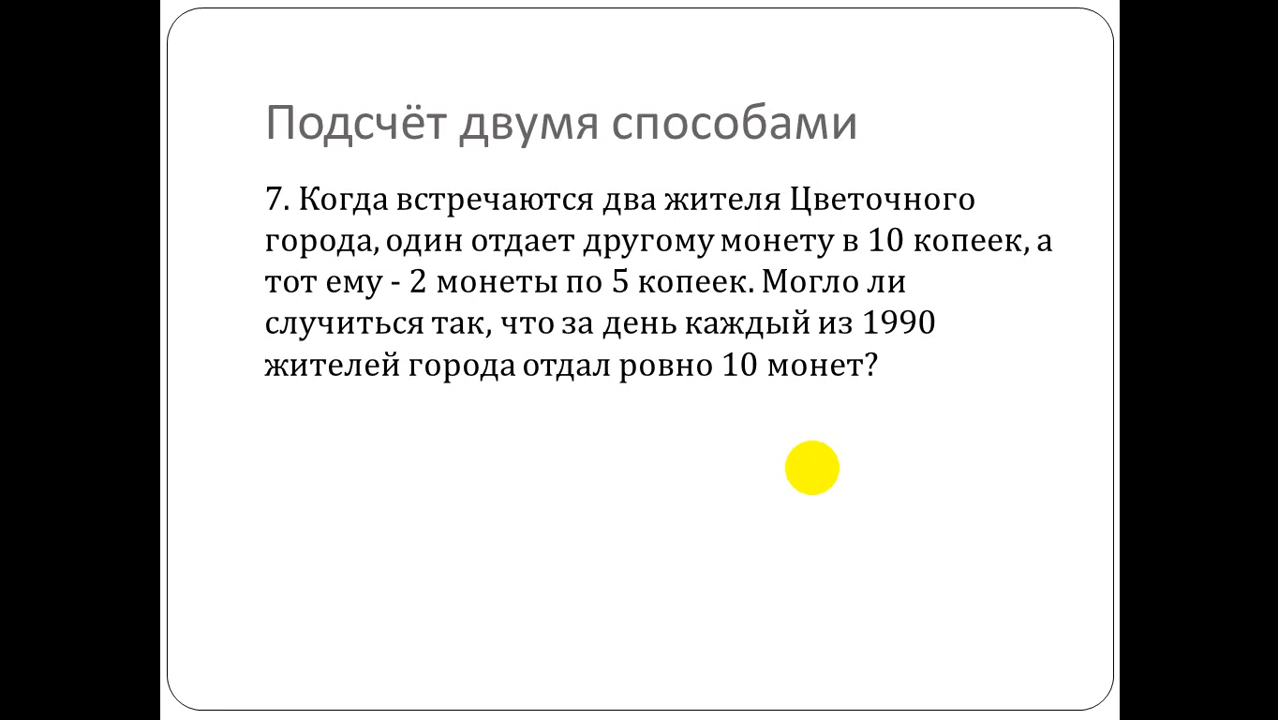 Подсчёт двумя способами
7. Когда встречаются два жителя Цветочного
города, один отдает другому монету в 10 копеек, а
тот ему - 2 монеты по 5 копеек. Могло ли
случиться так, что за день каждый из 1990
жителей города отдал ровно 10 монет?